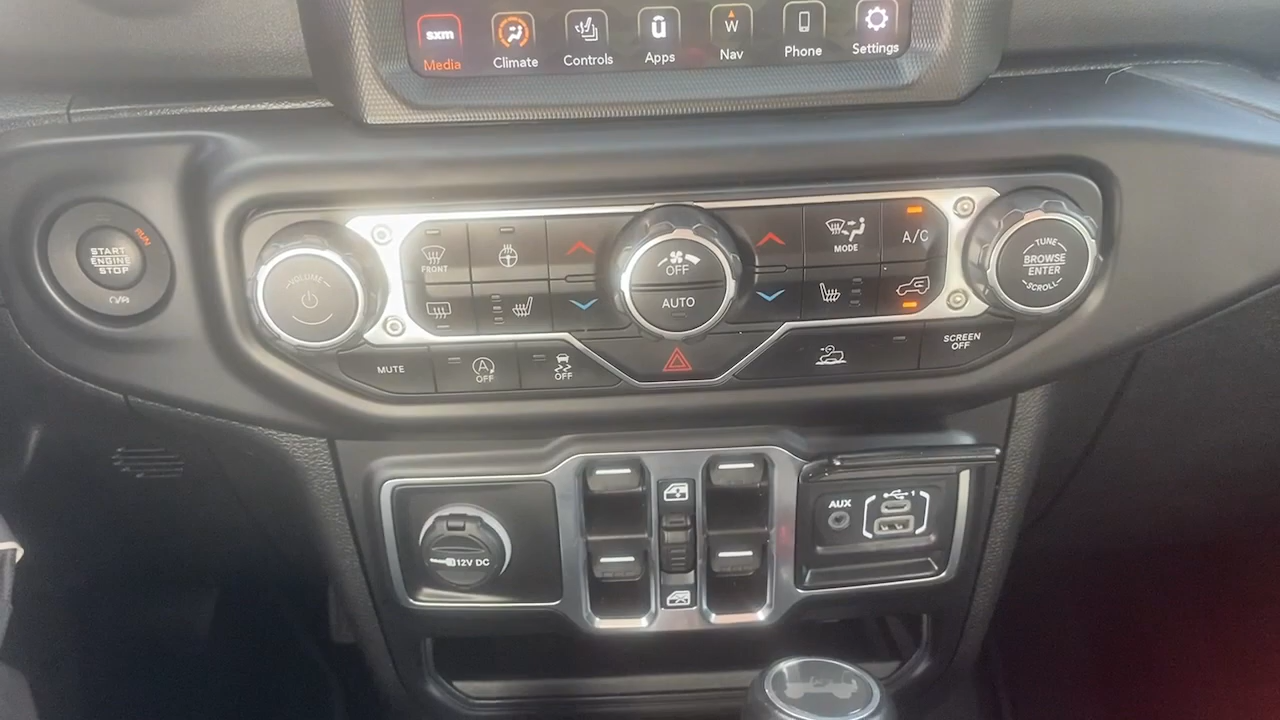 sxm
Media
Climate
Controls
ū
Apps
W
Nav
Phone
Settings
START
ENGINE
STOP
RUN
VOLUME
FRONT
OFF
AUTO
MODE
A/C
TUNE
BROWSE
ENTER
SCROLL
MUTE
A
OFF
OFF
SCREEN
OFF
12V DC
AUX
1